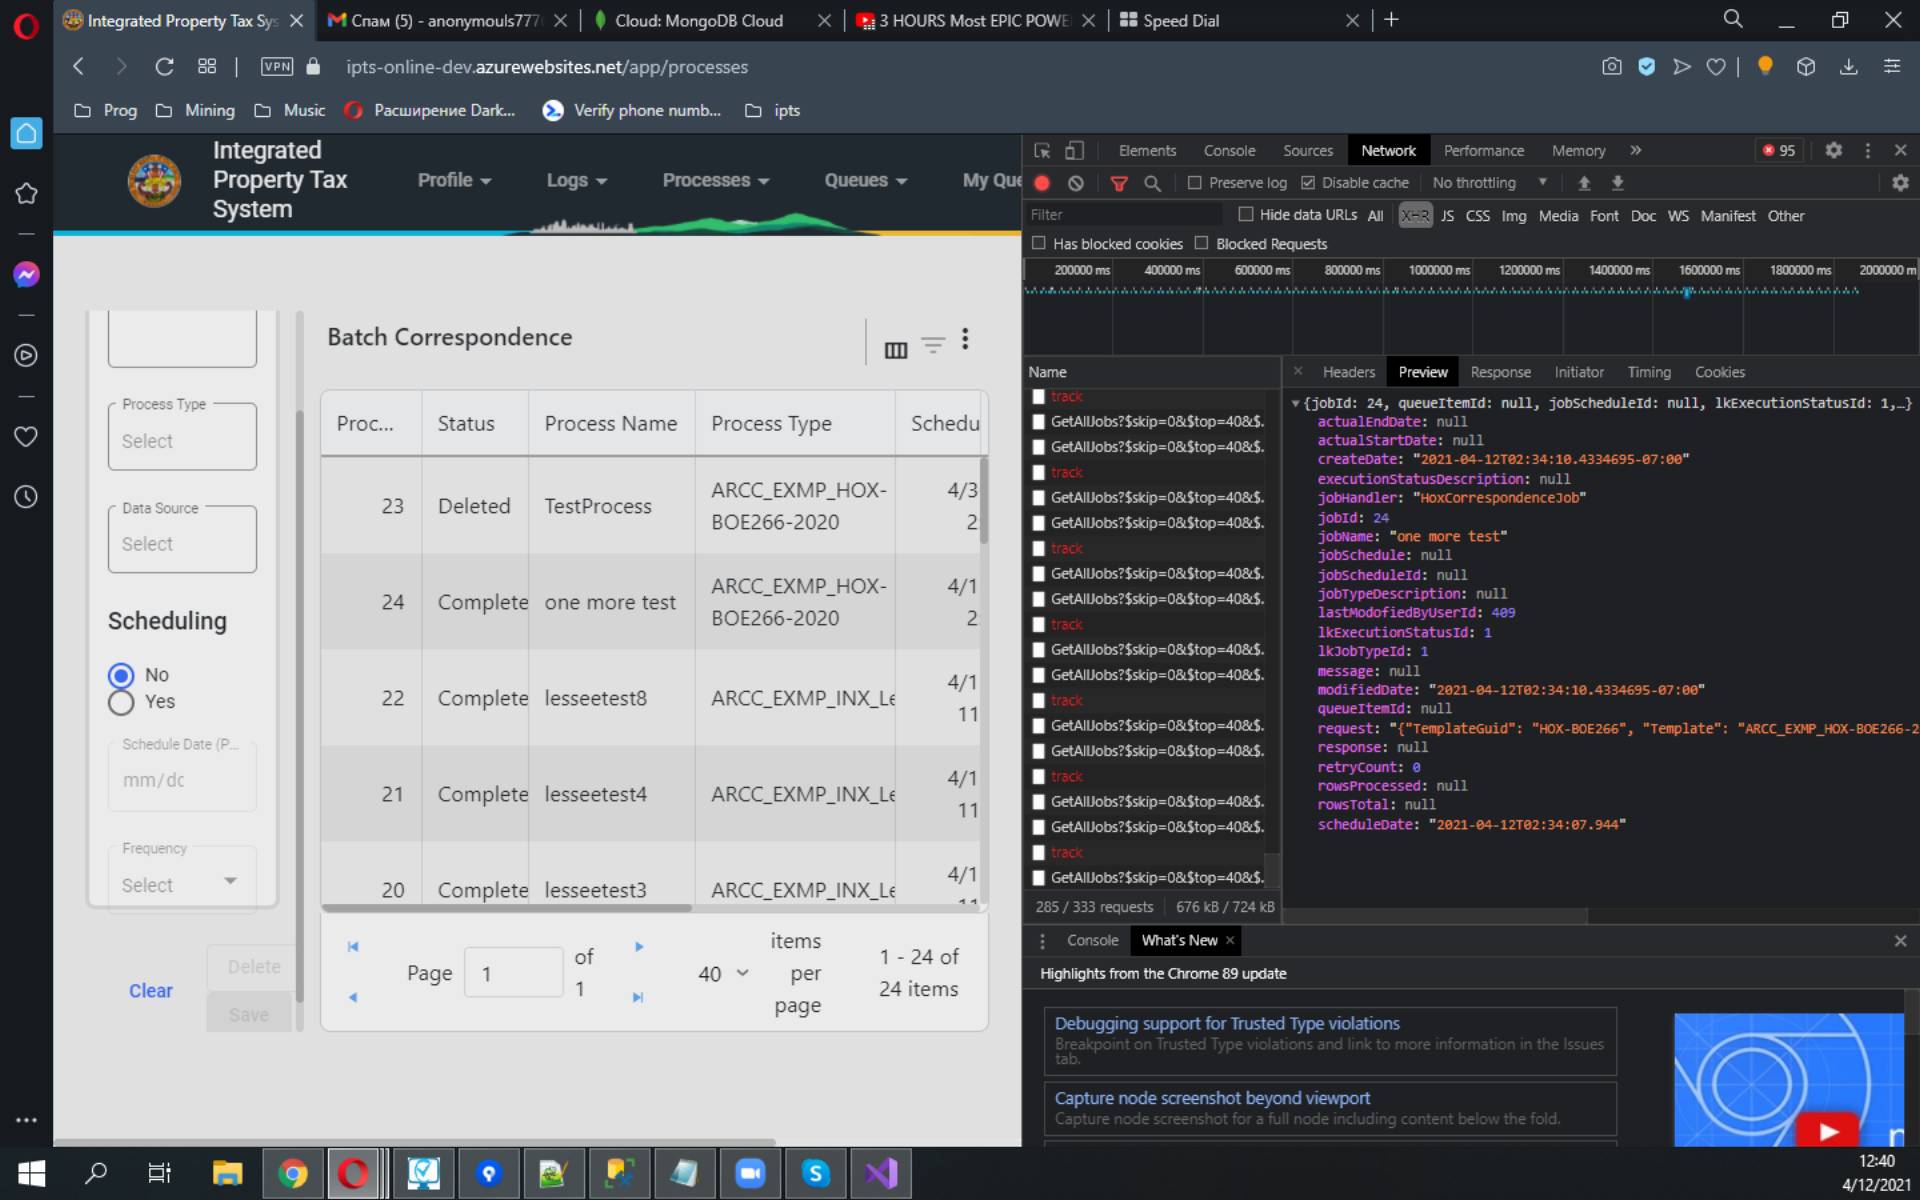 Integrated Property Tax Sys
Спам (5) - anonymouls777
Cloud: MongoDB Cloud
3 HOURS Most EPIC POWE
Speed Dial
VPN
ipts-online-dev.azurewebsites.net/app/processes
Prog
Mining
Music
Расширение Dark...
Verify phone numb...
ipts
Integrated
Property Tax
System
Profile
Logs
Processes
Queues
My Que
Process Type
Select
Data Source
Select
Scheduling
No
Yes
Schedule Date (P...
mm/dc
Frequency
Select
Clear
Delete
Save
Batch Correspondence
Proc... Status Process Name Process Type Schedu
23 Deleted TestProcess ARCC_EXMP_HOX- 4/3
BOE266-2020 2
24 Complete one more test ARCC_EXMP_HOX- 4/1
BOE266-2020 2
22 Complete lesseetest8 ARCC_EXMP_INX_Le 4/1
11
21 Complete lesseetest4 ARCC_EXMP_INX_Le 4/1
11
20 Complete lesseetest3 ARCC_EXMP_INX_Le 4/1
Page 1 of
1
40
items
per
page
1 - 24 of
24 items
Elements Console Sources Network Performance Memory
95
Preserve log Disable cache No throttling
Filter Hide data URLs All XHR JS CSS Img Media Font Doc WS Manifest Other
Has blocked cookies Blocked Requests
200000 ms 400000 ms 600000 ms 800000 ms 1000000 ms 1200000 ms 1400000 ms 1600000 ms 1800000 ms 2000000 m
Name
track
GetAllJobs?$skip=0&$top=40&$.
GetAllJobs?$skip=0&$top=40&$.
track
GetAllJobs?$skip=0&$top=40&$.
GetAllJobs?$skip=0&$top=40&$.
track
GetAllJobs?$skip=0&$top=40&$.
GetAllJobs?$skip=0&$top=40&$.
track
GetAllJobs?$skip=0&$top=40&$.
GetAllJobs?$skip=0&$top=40&$.
track
GetAllJobs?$skip=0&$top=40&$.
GetAllJobs?$skip=0&$top=40&$.
track
GetAllJobs?$skip=0&$top=40&$.
GetAllJobs?$skip=0&$top=40&$.
track
GetAllJobs?$skip=0&$top=40&$.
285 / 333 requests 676 kB / 724 kB
Headers Preview Response Initiator Timing Cookies
{jobId: 24, queueItemId: null, jobScheduleId: null, lkExecutionStatusId: 1,…}
actualEndDate: null
actualStartDate: null
createDate: "2021-04-12T02:34:10.4334695-07:00"
executionStatusDescription: null
jobHandler: "HoxCorrespondenceJob"
jobId: 24
jobName: "one more test"
jobSchedule: null
jobScheduleId: null
jobTypeDescription: null
lastModofiedByUserId: 409
lkExecutionStatusId: 1
lkJobTypeId: 1
message: null
modifiedDate: "2021-04-12T02:34:10.4334695-07:00"
queueItemId: null
request: "{"TemplateGuid": "HOX-BOE266", "Template": "ARCC_EXMP_HOX-BOE266-2
response: null
retryCount: 0
rowsProcessed: null
rowsTotal: null
scheduleDate: "2021-04-12T02:34:07.944"
Console What's New
Highlights from the Chrome 89 update
Debugging support for Trusted Type violations
Breakpoint on Trusted Type violations and link to more information in the Issues
tab.
Capture node screenshot beyond viewport
Capture node screenshot for a full node including content below the fold.
12:40
4/12/2021